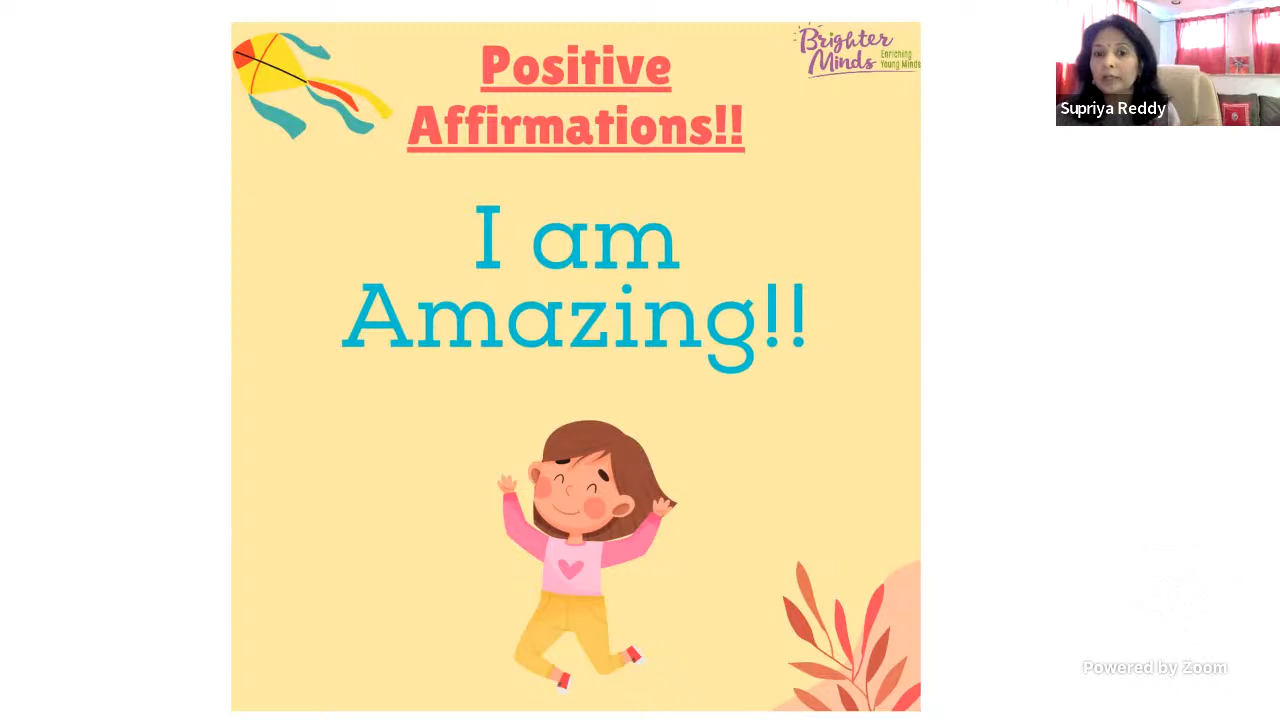 Positive
Affirmations!!
Brighter
Minds
Enriching
Young Minds
I am
Amazing!!
Supriya Reddy
Powered by Zoom